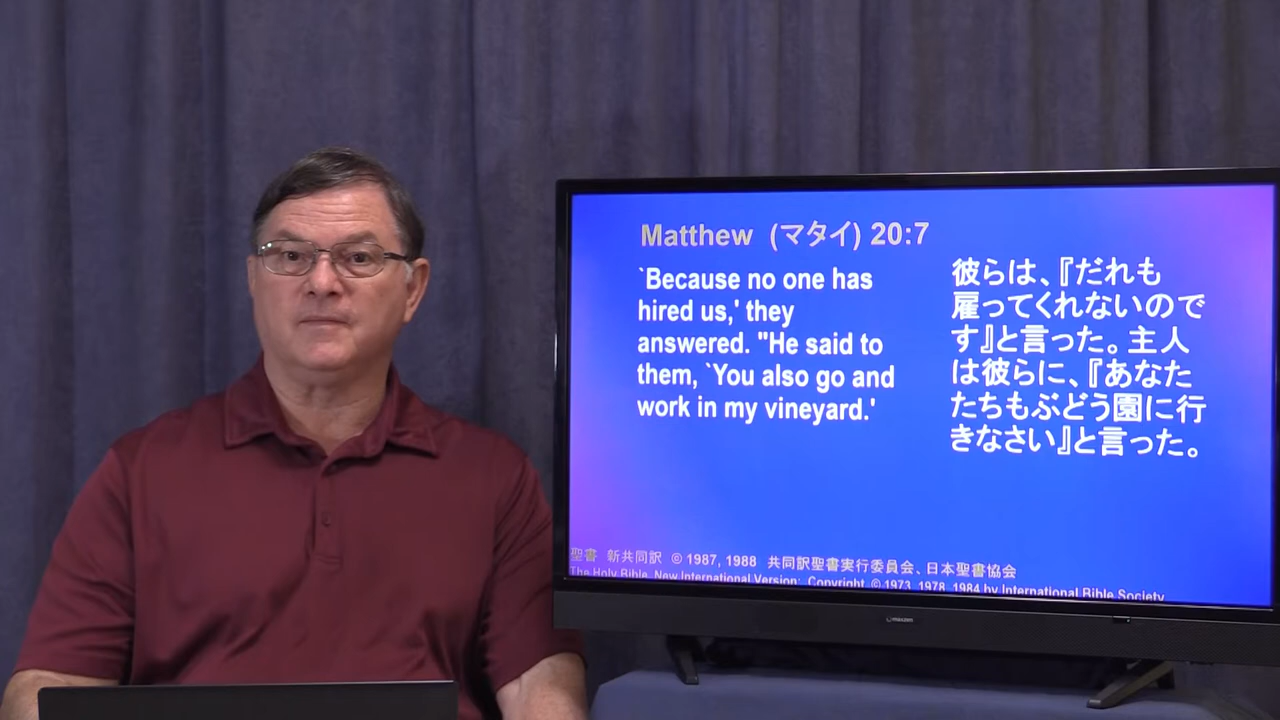 Matthew (マタイ) 20:7
`Because no one has
hired us,' they
answered. "He said to
them, `You also go and
work in my vineyard.'
彼らは、『だれも
雇ってくれないので
す』と言った。主人
は彼らに、『あなた
たちもぶどう園に行
きなさい』と言った。
聖書 新共同訳 © 1987, 1988 共同訳聖書実行委員会、日本聖書協会
The Holy Bible, New International Version: Copyright © 1973, 1978, 1984 by International Bible Society